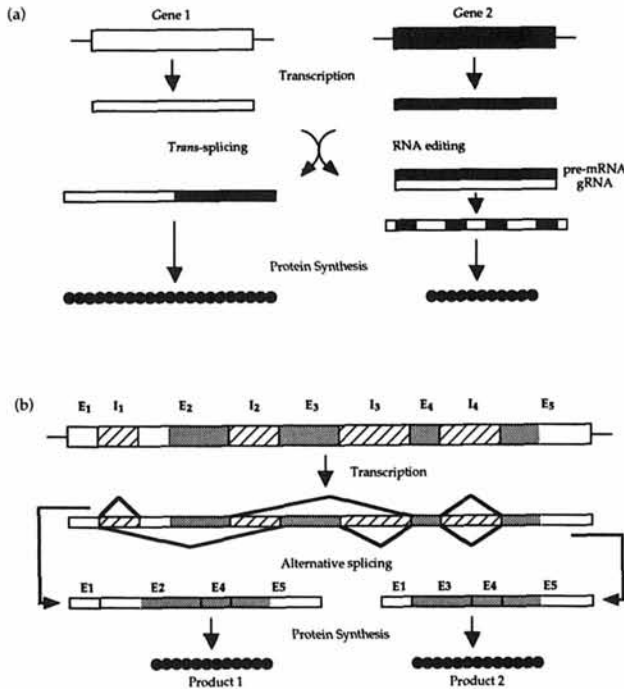 (a)
Gene 1 Gene 2
Transcription
Trans-splicing RNA editing
pre-mRNA
gRNA
Protein Synthesis
(b)
E1 I1 E2 I2 E3 I3 E4 I4 E5
Transcription
Alternative splicing
E1 E2 E4 E5 E1 E3 E4 E5
Protein Synthesis
Product 1 Product 2